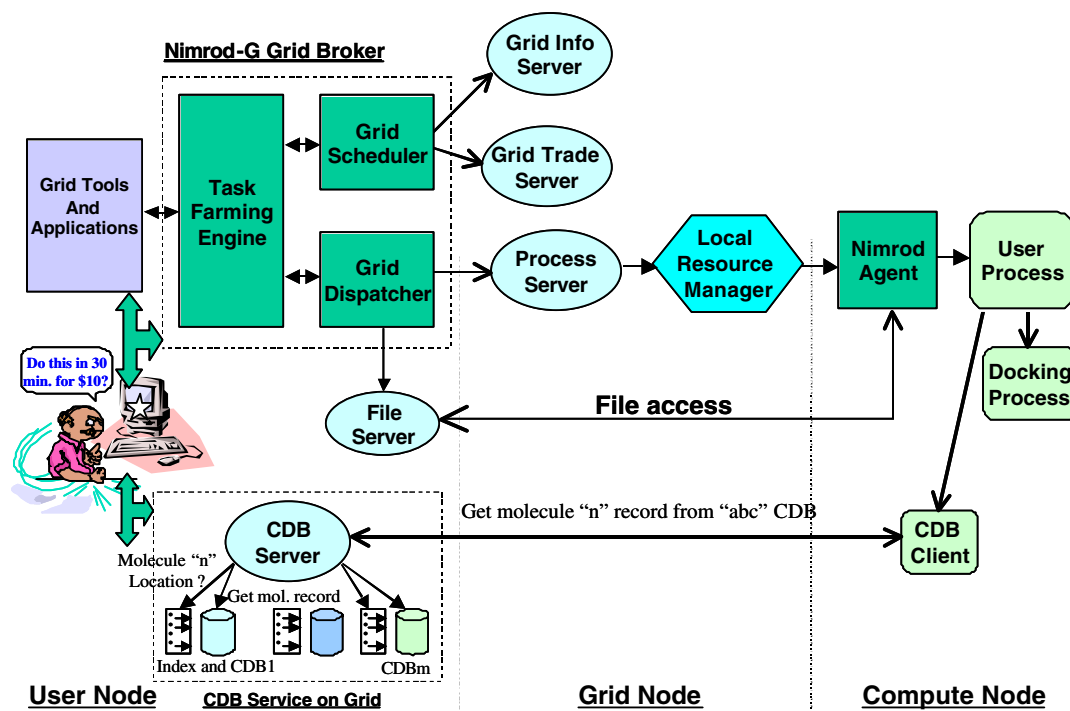 Nimrod-G Grid Broker
Grid Info
Server
Grid
Scheduler
Grid Trade
Server
Grid Tools
And
Applications
Task
Farming
Engine
Grid
Dispatcher
Process
Server
Local
Resource
Manager
Nimrod
Agent
User
Process
Docking
Process
Do this in 30
min. for $10?
File
Server
File access
CDB
Server
Get molecule “n” record from “abc” CDB
CDB
Client
Molecule “n”
Location ?
Get mol. record
Index and CDB1
CDBm
User Node
CDB Service on Grid
Grid Node
Compute Node